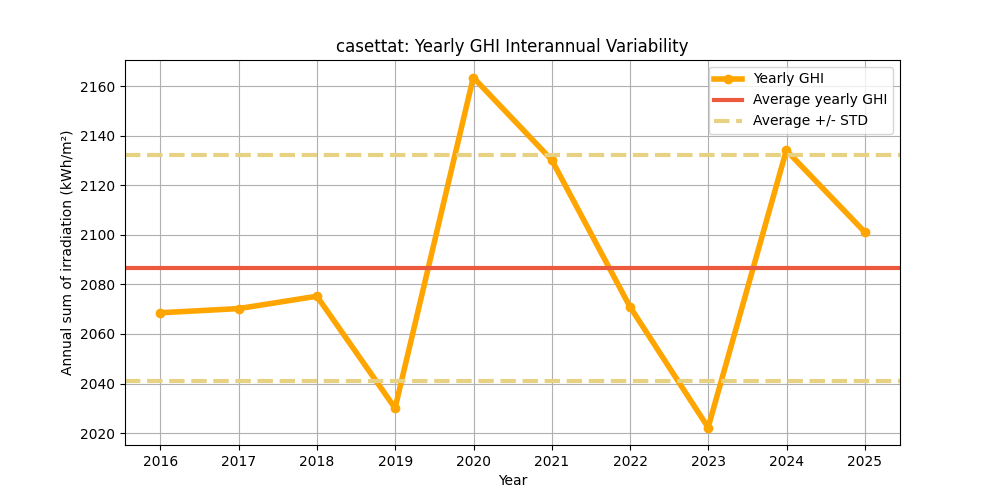 casettat: Yearly GHI Interannual Variability
Yearly GHI
Average yearly GHI
Average +/- STD
Annual sum of irradiation (kWh/m²)
2160
2140
2120
2100
2080
2060
2040
2020
2016 2017 2018 2019 2020 2021 2022 2023 2024 2025
Year